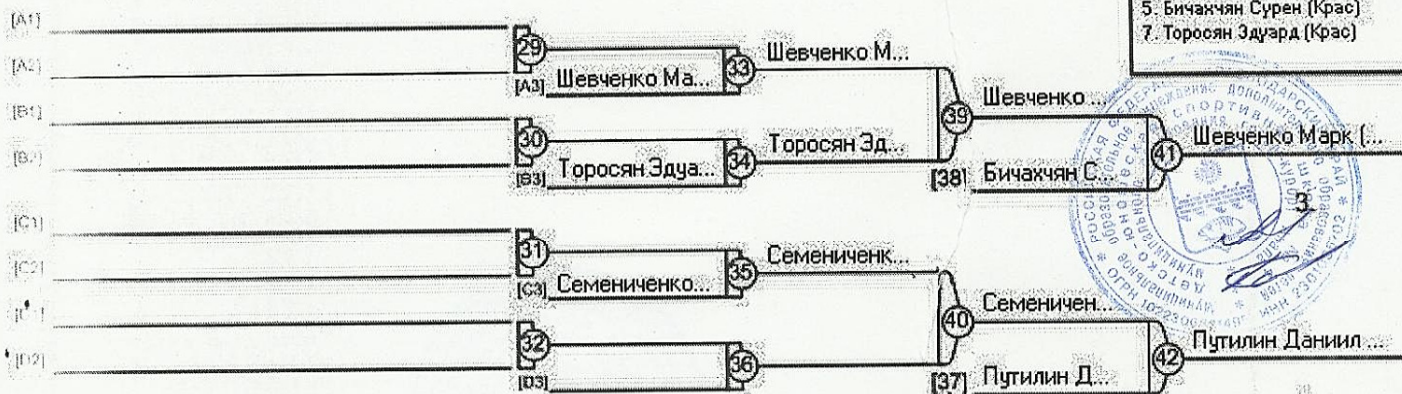 5. Бичахчян Сурен (Крас)
7. Торосян Эдуард (Крас)
[A1]
[A2]
29
[A3] Шевченко Ма...
33
Шевченко М...
[B1]
[B2]
30
[B3] Торосян Эдуа...
34
Торосян Эд...
39
Шевченко ...
[38] Бичахчян С...
41
Шевченко Марк (...
3
[C1]
[C2]
31
[C3] Семениченко...
35
Семениченк...
[D2]
32
[D3]
36
40
Семеничен...
[37] Путилин Д...
42
Путилин Даниил ...